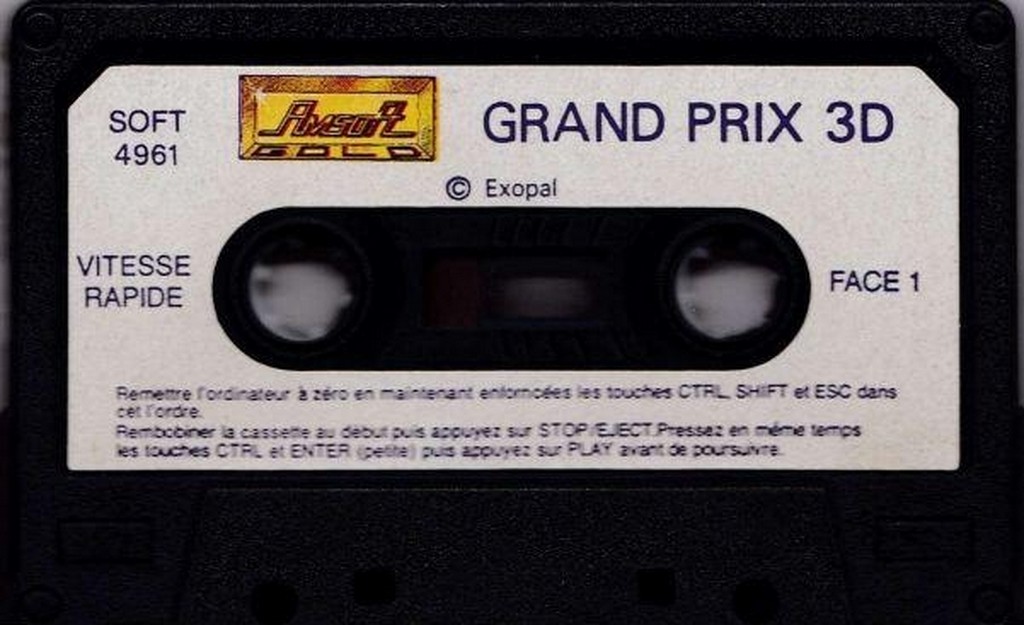 SOFT
4961
Amsoft
GOLD
GRAND PRIX 3D
© Exopal
VITESSE
RAPIDE
FACE 1
Remettre l'ordinateur à zéro en maintenant enforncées les touches CTRL, SHIFT et ESC dans
cet l'ordre.
Rembobiner la cassette au début puis appuyez sur STOP/EJECT.Pressez en même temps
les touches CTRL et ENTER (petite) puis appuyez sur PLAY avant de poursuivre.